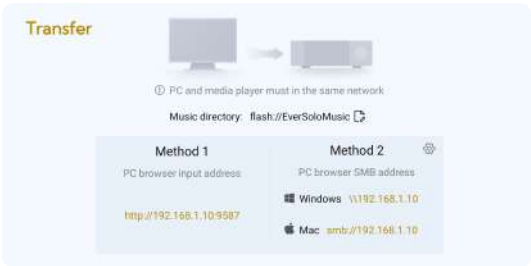 Transfer
PC and media player must in the same network
Music directory: flash://EverSoloMusic
Method 1
PC browser input address
http://192.168.1.10:9587
Method 2
PC browser SMB address
Windows \\192.168.1.10
Mac smb://192.168.1.10